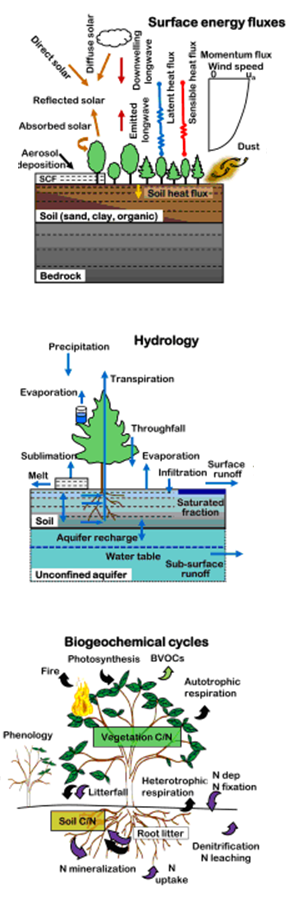 Surface energy fluxes
Direct solar
Diffuse solar
Downwelling
longwave
Emitted
longwave
Latent heat flux
Sensible heat flux
Momentum flux
Wind speed
0
uₐ
Reflected solar
Absorbed solar
Aerosol
deposition
SCF
Dust
Soil heat flux
Soil (sand, clay, organic)
Bedrock
Hydrology
Precipitation
Transpiration
Evaporation
Throughfall
Sublimation
Evaporation
Melt
Infiltration
Surface
runoff
Saturated
fraction
Soil
Aquifer recharge
Water table
Unconfined aquifer
Sub-surface
runoff
Biogeochemical cycles
Photosynthesis
BVOCs
Fire
Autotrophic
respiration
Phenology
Vegetation C/N
Heterotrophic
respiration
N dep
N fixation
Litterfall
Soil C/N
Root litter
Denitrification
N leaching
N mineralization
N
uptake